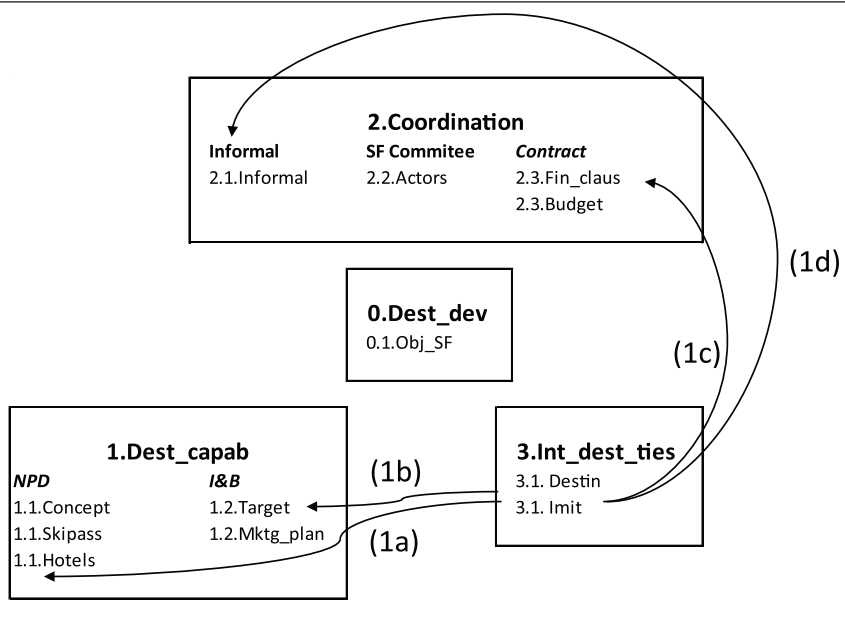 2.Coordination
Informal SF Commitee Contract
2.1.Informal 2.2.Actors 2.3.Fin_claus
2.3.Budget
(1d)
0.Dest_dev
0.1.Obj_SF
(1c)
1.Dest_capab
NPD I&B
1.1.Concept 1.2.Target
1.1.Skipass 1.2.Mktg_plan
1.1.Hotels
(1b)
(1a)
3.Int_dest_ties
3.1. Destin
3.1. Imit